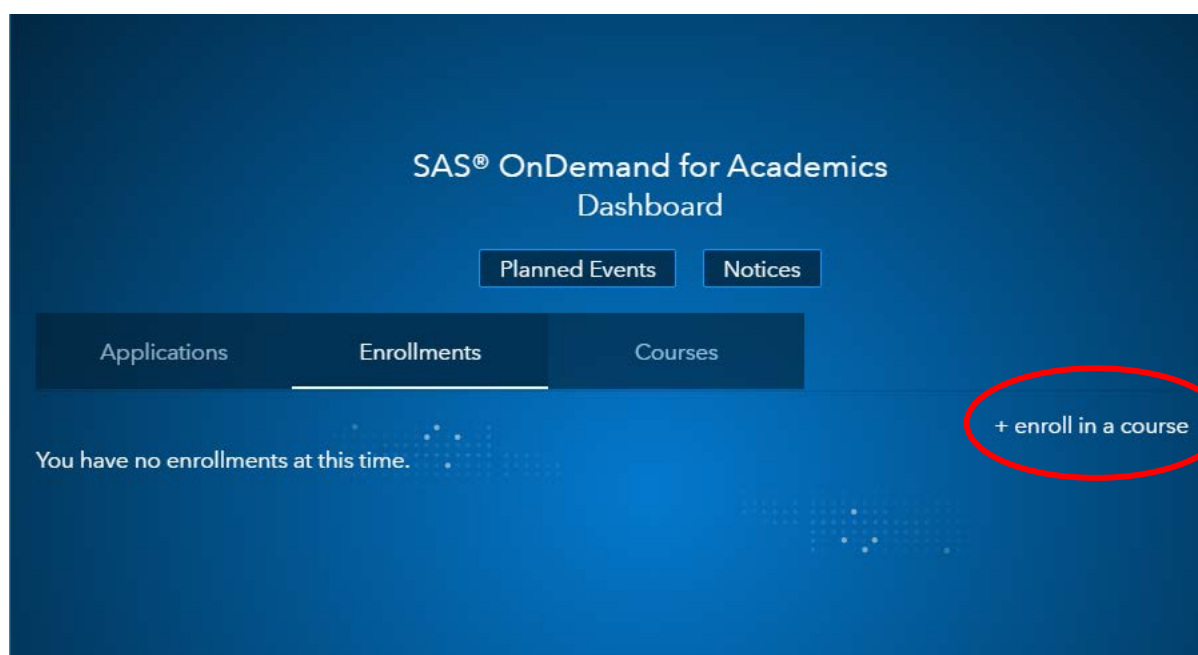 SAS® OnDemand for Academics
Dashboard
Planned Events Notices
Applications Enrollments Courses
+ enroll in a course
You have no enrollments at this time.